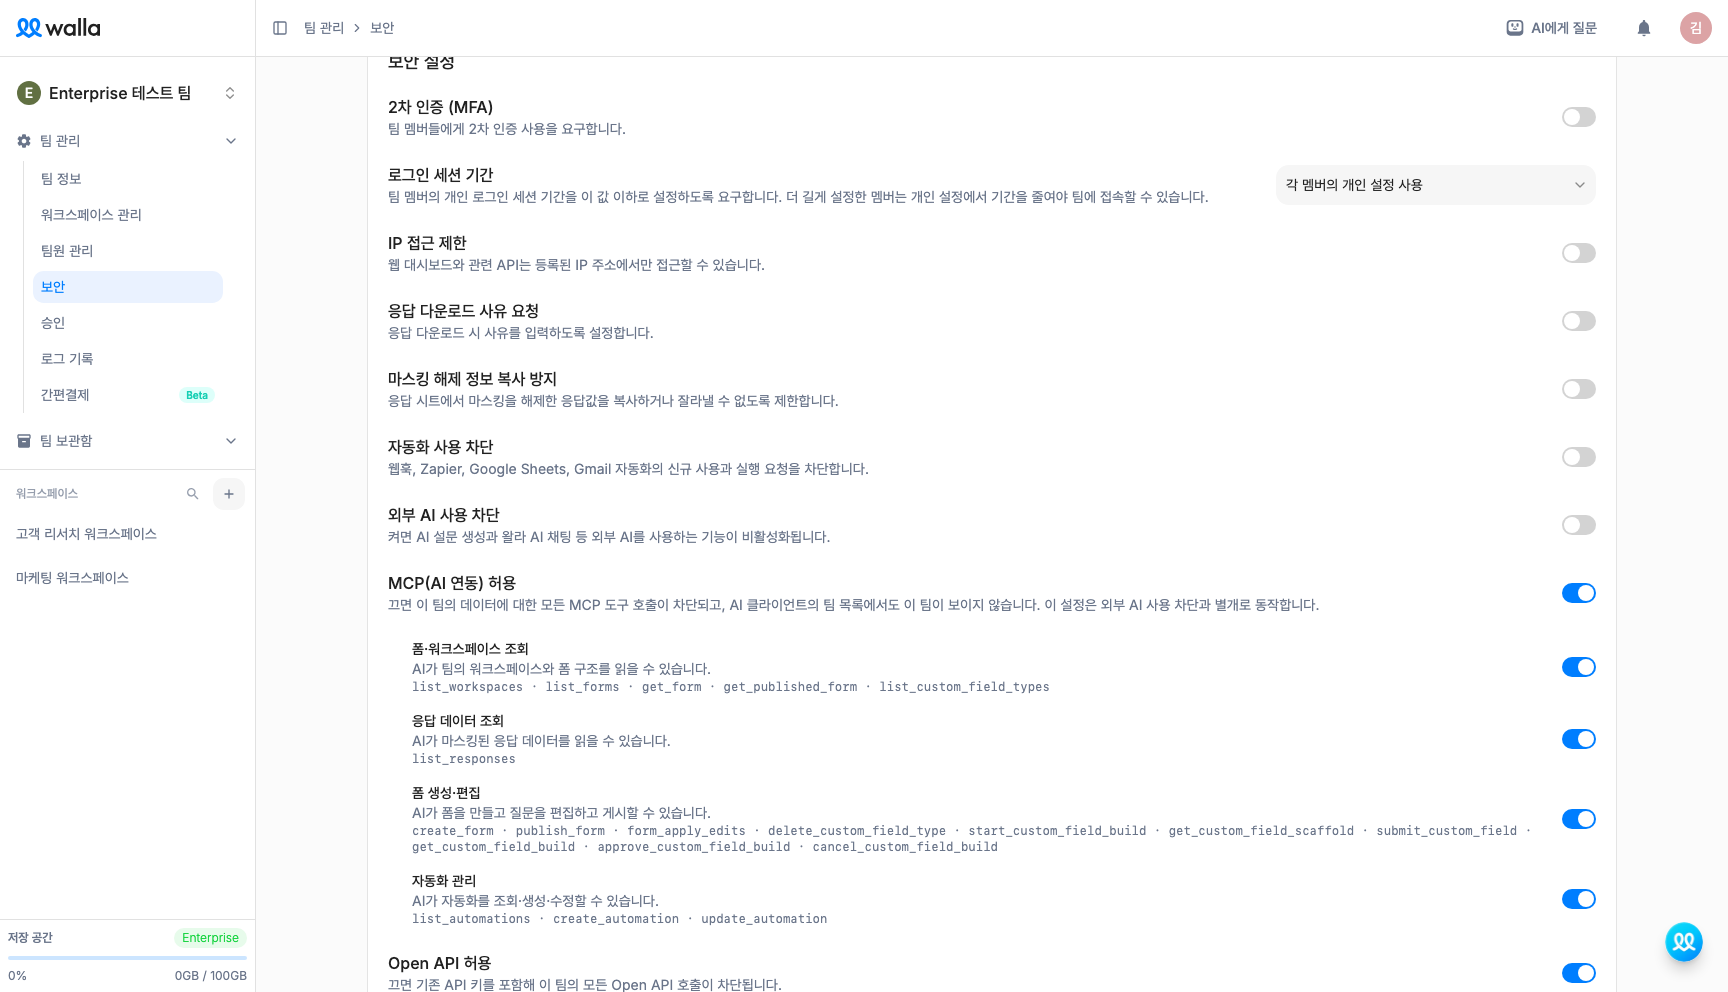 walla
팀 관리 > 보안
AI에게 질문
김
E Enterprise 테스트 팀
팀 관리
팀 정보
워크스페이스 관리
팀원 관리
보안
승인
로그 기록
간편결제 Beta
팀 보관함
워크스페이스
고객 리서치 워크스페이스
마케팅 워크스페이스
저장 공간 Enterprise
0% 0GB / 100GB
보안 설정
2차 인증 (MFA)
팀 멤버들에게 2차 인증 사용을 요구합니다.
로그인 세션 기간
팀 멤버의 개인 로그인 세션 기간을 이 값 이하로 설정하도록 요구합니다. 더 길게 설정한 멤버는 개인 설정에서 기간을 줄여야 팀에 접속할 수 있습니다.
각 멤버의 개인 설정 사용
IP 접근 제한
웹 대시보드와 관련 API는 등록된 IP 주소에서만 접근할 수 있습니다.
응답 다운로드 사유 요청
응답 다운로드 시 사유를 입력하도록 설정합니다.
마스킹 해제 정보 복사 방지
응답 시트에서 마스킹을 해제한 응답값을 복사하거나 잘라낼 수 없도록 제한합니다.
자동화 사용 차단
웹훅, Zapier, Google Sheets, Gmail 자동화의 신규 사용과 실행 요청을 차단합니다.
외부 AI 사용 차단
켜면 AI 설문 생성과 왈라 AI 채팅 등 외부 AI를 사용하는 기능이 비활성화됩니다.
MCP(AI 연동) 허용
끄면 이 팀의 데이터에 대한 모든 MCP 도구 호출이 차단되고, AI 클라이언트의 팀 목록에서도 이 팀이 보이지 않습니다. 이 설정은 외부 AI 사용 차단과 별개로 동작합니다.
폼·워크스페이스 조회
AI가 팀의 워크스페이스와 폼 구조를 읽을 수 있습니다.
list_workspaces · list_forms · get_form · get_published_form · list_custom_field_types
응답 데이터 조회
AI가 마스킹된 응답 데이터를 읽을 수 있습니다.
list_responses
폼 생성·편집
AI가 폼을 만들고 질문을 편집하고 게시할 수 있습니다.
create_form · publish_form · form_apply_edits · delete_custom_field_type · start_custom_field_build · get_custom_field_scaffold · submit_custom_field ·
get_custom_field_build · approve_custom_field_build · cancel_custom_field_build
자동화 관리
AI가 자동화를 조회·생성·수정할 수 있습니다.
list_automations · create_automation · update_automation
Open API 허용
끄면 기존 API 키를 포함해 이 팀의 모든 Open API 호출이 차단됩니다.